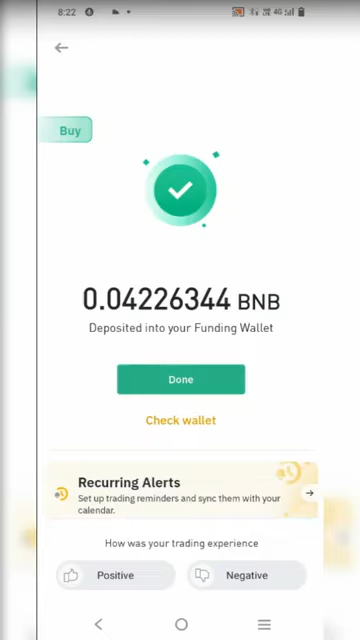 8:22
4G
Buy
0.04226344 BNB
Deposited into your Funding Wallet
Done
Check wallet
Recurring Alerts
Set up trading reminders and sync them with your
calendar.
How was your trading experience
Positive
Negative